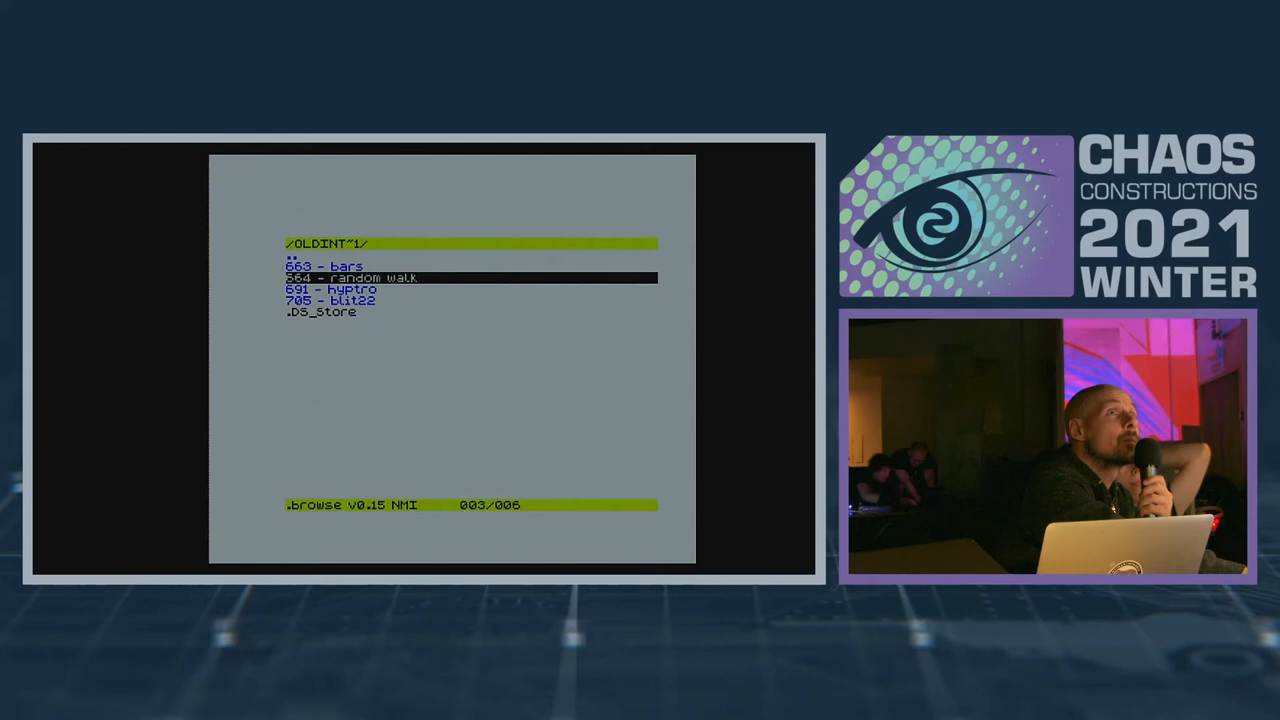 /OLDINT~1/
..
663 - bars
664 - random walk
691 - hyptro
705 - blit22
.DS_Store
.browse v0.15 NMI 003/006
CHAOS
CONSTRUCTIONS
2021
WINTER